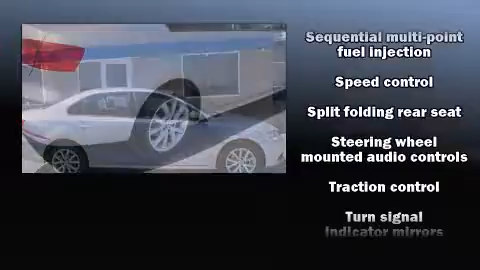 Sequential multi-point
fuel injection
Speed control
Split folding rear seat
Steering wheel
mounted audio controls
Traction control
Turn signal
indicator mirrors